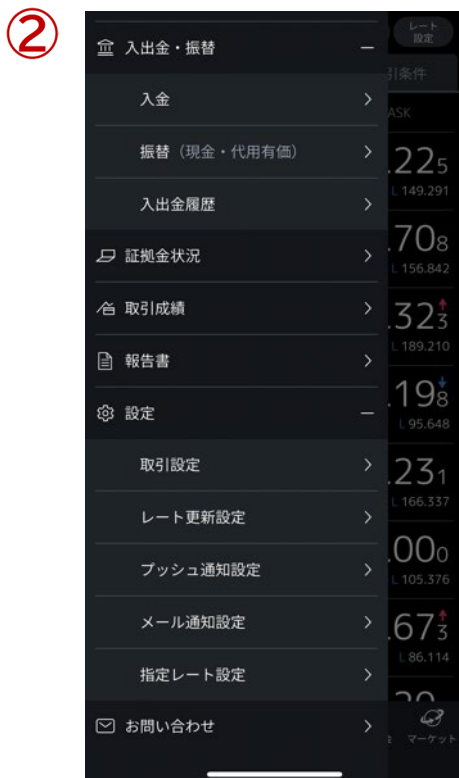 ②
レート
設定
入出金・振替
引条件
入金
ASK
振替（現金・代用有価）
.225
L 149.291
入出金履歴
.708
L 156.842
証拠金状況
取引成績
.323
L 189.210
報告書
.198
L 95.648
設定
取引設定
.231
L 166.337
レート更新設定
.000
L 105.376
プッシュ通知設定
メール通知設定
.673
L 86.114
指定レート設定
お問い合わせ
マーケット